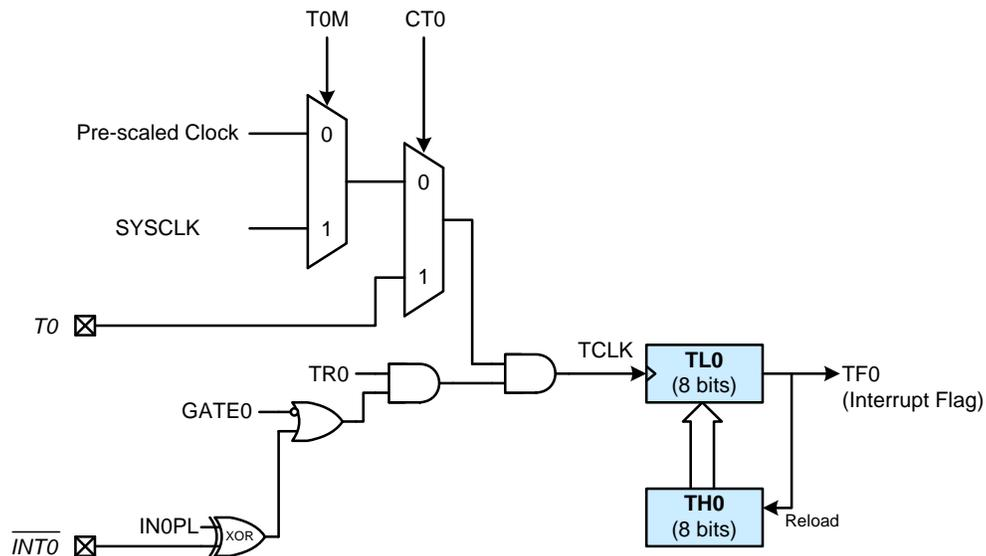 T0M CT0
Pre-scaled Clock 0
0
SYSCLK 1
1
T0
TCLK TL0
(8 bits)
TR0 TF0
(Interrupt Flag)
GATE0
TH0
(8 bits)
Reload
IN0PL XOR
INT0